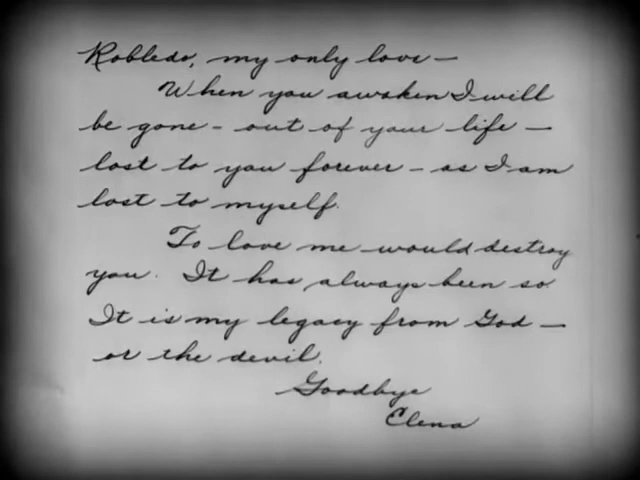 Robledo, my only love —
When you awaken I will
be gone - out of your life —
lost to you forever - as I am
lost to myself.
To love me would destroy
you. It has always been so.
It is my legacy from God —
or the devil.
Goodbye
Elena